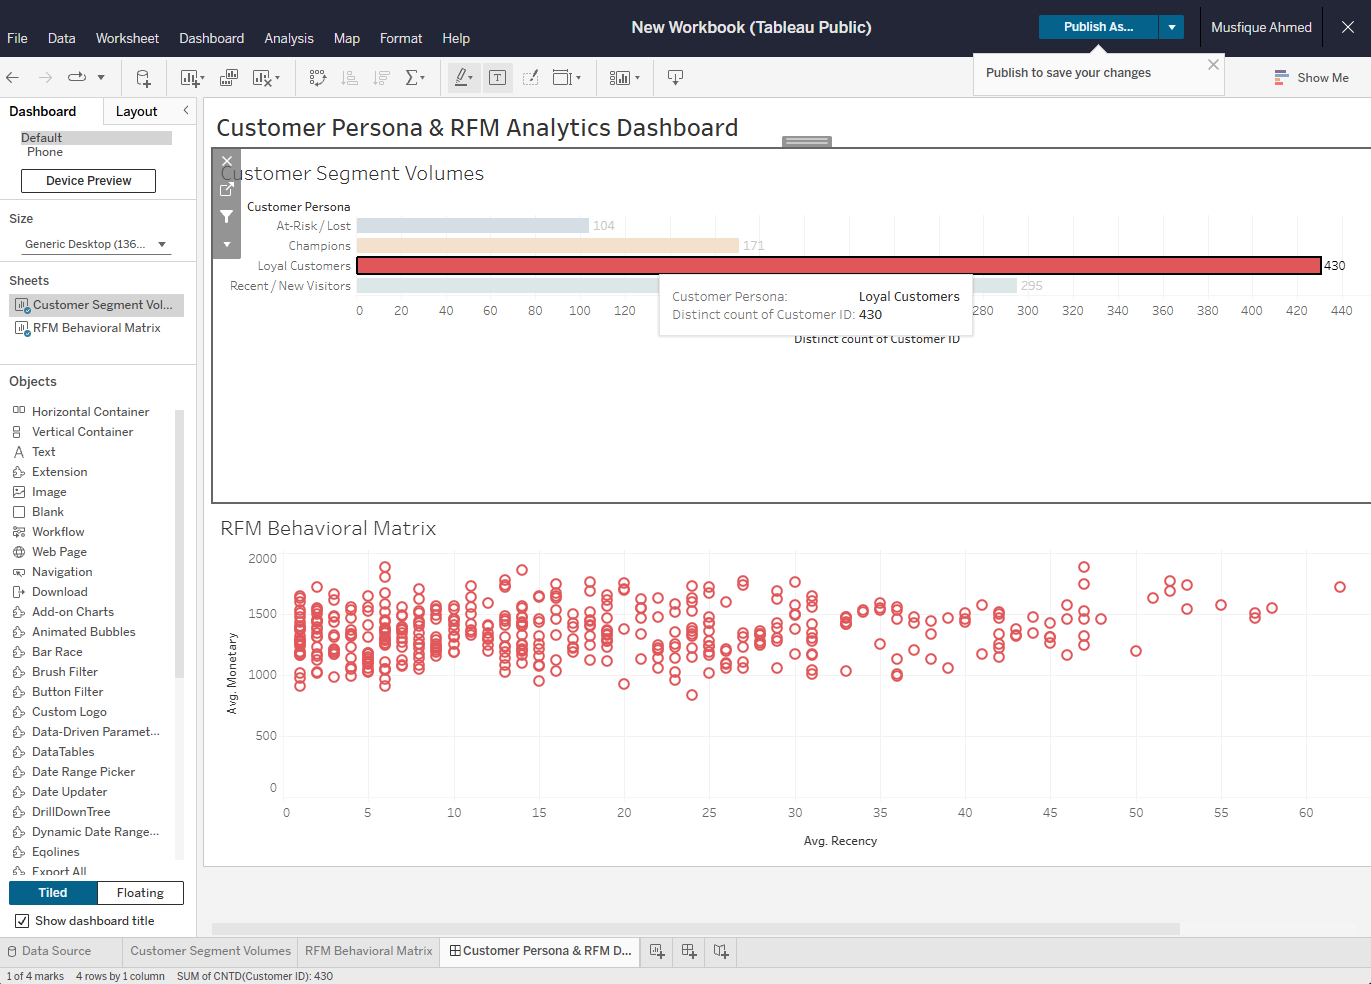 New Workbook (Tableau Public)
Publish As...
Musfique Ahmed
File Data Worksheet Dashboard Analysis Map Format Help
Publish to save your changes
Show Me
Dashboard
Layout
Default
Phone
Device Preview
Size
Generic Desktop (136...
Sheets
Customer Segment Vol...
RFM Behavioral Matrix
Objects
Horizontal Container
Vertical Container
Text
Extension
Image
Blank
Workflow
Web Page
Navigation
Download
Add-on Charts
Animated Bubbles
Bar Race
Brush Filter
Button Filter
Custom Logo
Data-Driven Paramet...
DataTables
Date Range Picker
Date Updater
DrillDownTree
Dynamic Date Range...
Eqolines
Export All
Tiled
Floating
Show dashboard title
Customer Persona & RFM Analytics Dashboard
Customer Segment Volumes
Customer Persona
At-Risk / Lost 104
Champions 171
Loyal Customers 430
Recent / New Visitors 295
Customer Persona: Loyal Customers
Distinct count of Customer ID: 430
0 20 40 60 80 100 120 280 300 320 340 360 380 400 420 440
Distinct count of Customer ID
RFM Behavioral Matrix
2000
1500
1000
500
0
Avg. Monetary
0 5 10 15 20 25 30 35 40 45 50 55 60
Avg. Recency
Data Source
Customer Segment Volumes
RFM Behavioral Matrix
Customer Persona & RFM D...
1 of 4 marks 4 rows by 1 column SUM of CNTD(Customer ID): 430